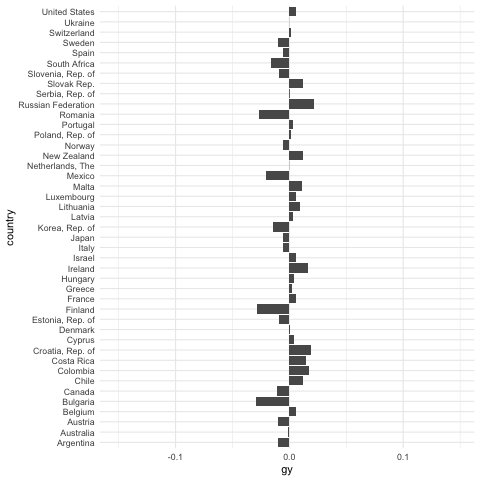 United States
Ukraine
Switzerland
Sweden
Spain
South Africa
Slovenia, Rep. of
Slovak Rep.
Serbia, Rep. of
Russian Federation
Romania
Portugal
Poland, Rep. of
Norway
New Zealand
Netherlands, The
Mexico
Malta
Luxembourg
Lithuania
Latvia
Korea, Rep. of
Japan
Italy
Israel
Ireland
Hungary
Greece
France
Finland
Estonia, Rep. of
Denmark
Cyprus
Croatia, Rep. of
Costa Rica
Colombia
Chile
Canada
Bulgaria
Belgium
Austria
Australia
Argentina
country
-0.1 0.0 0.1
gy